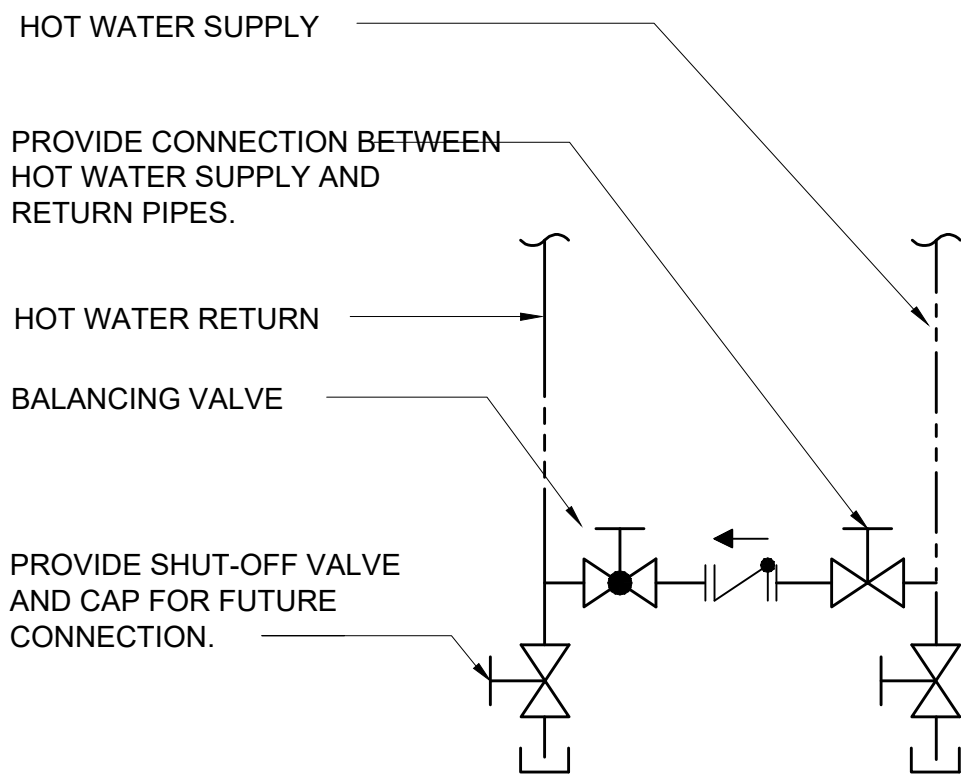 HOT WATER SUPPLY
PROVIDE CONNECTION BETWEEN
HOT WATER SUPPLY AND
RETURN PIPES.
HOT WATER RETURN
BALANCING VALVE
PROVIDE SHUT-OFF VALVE
AND CAP FOR FUTURE
CONNECTION.